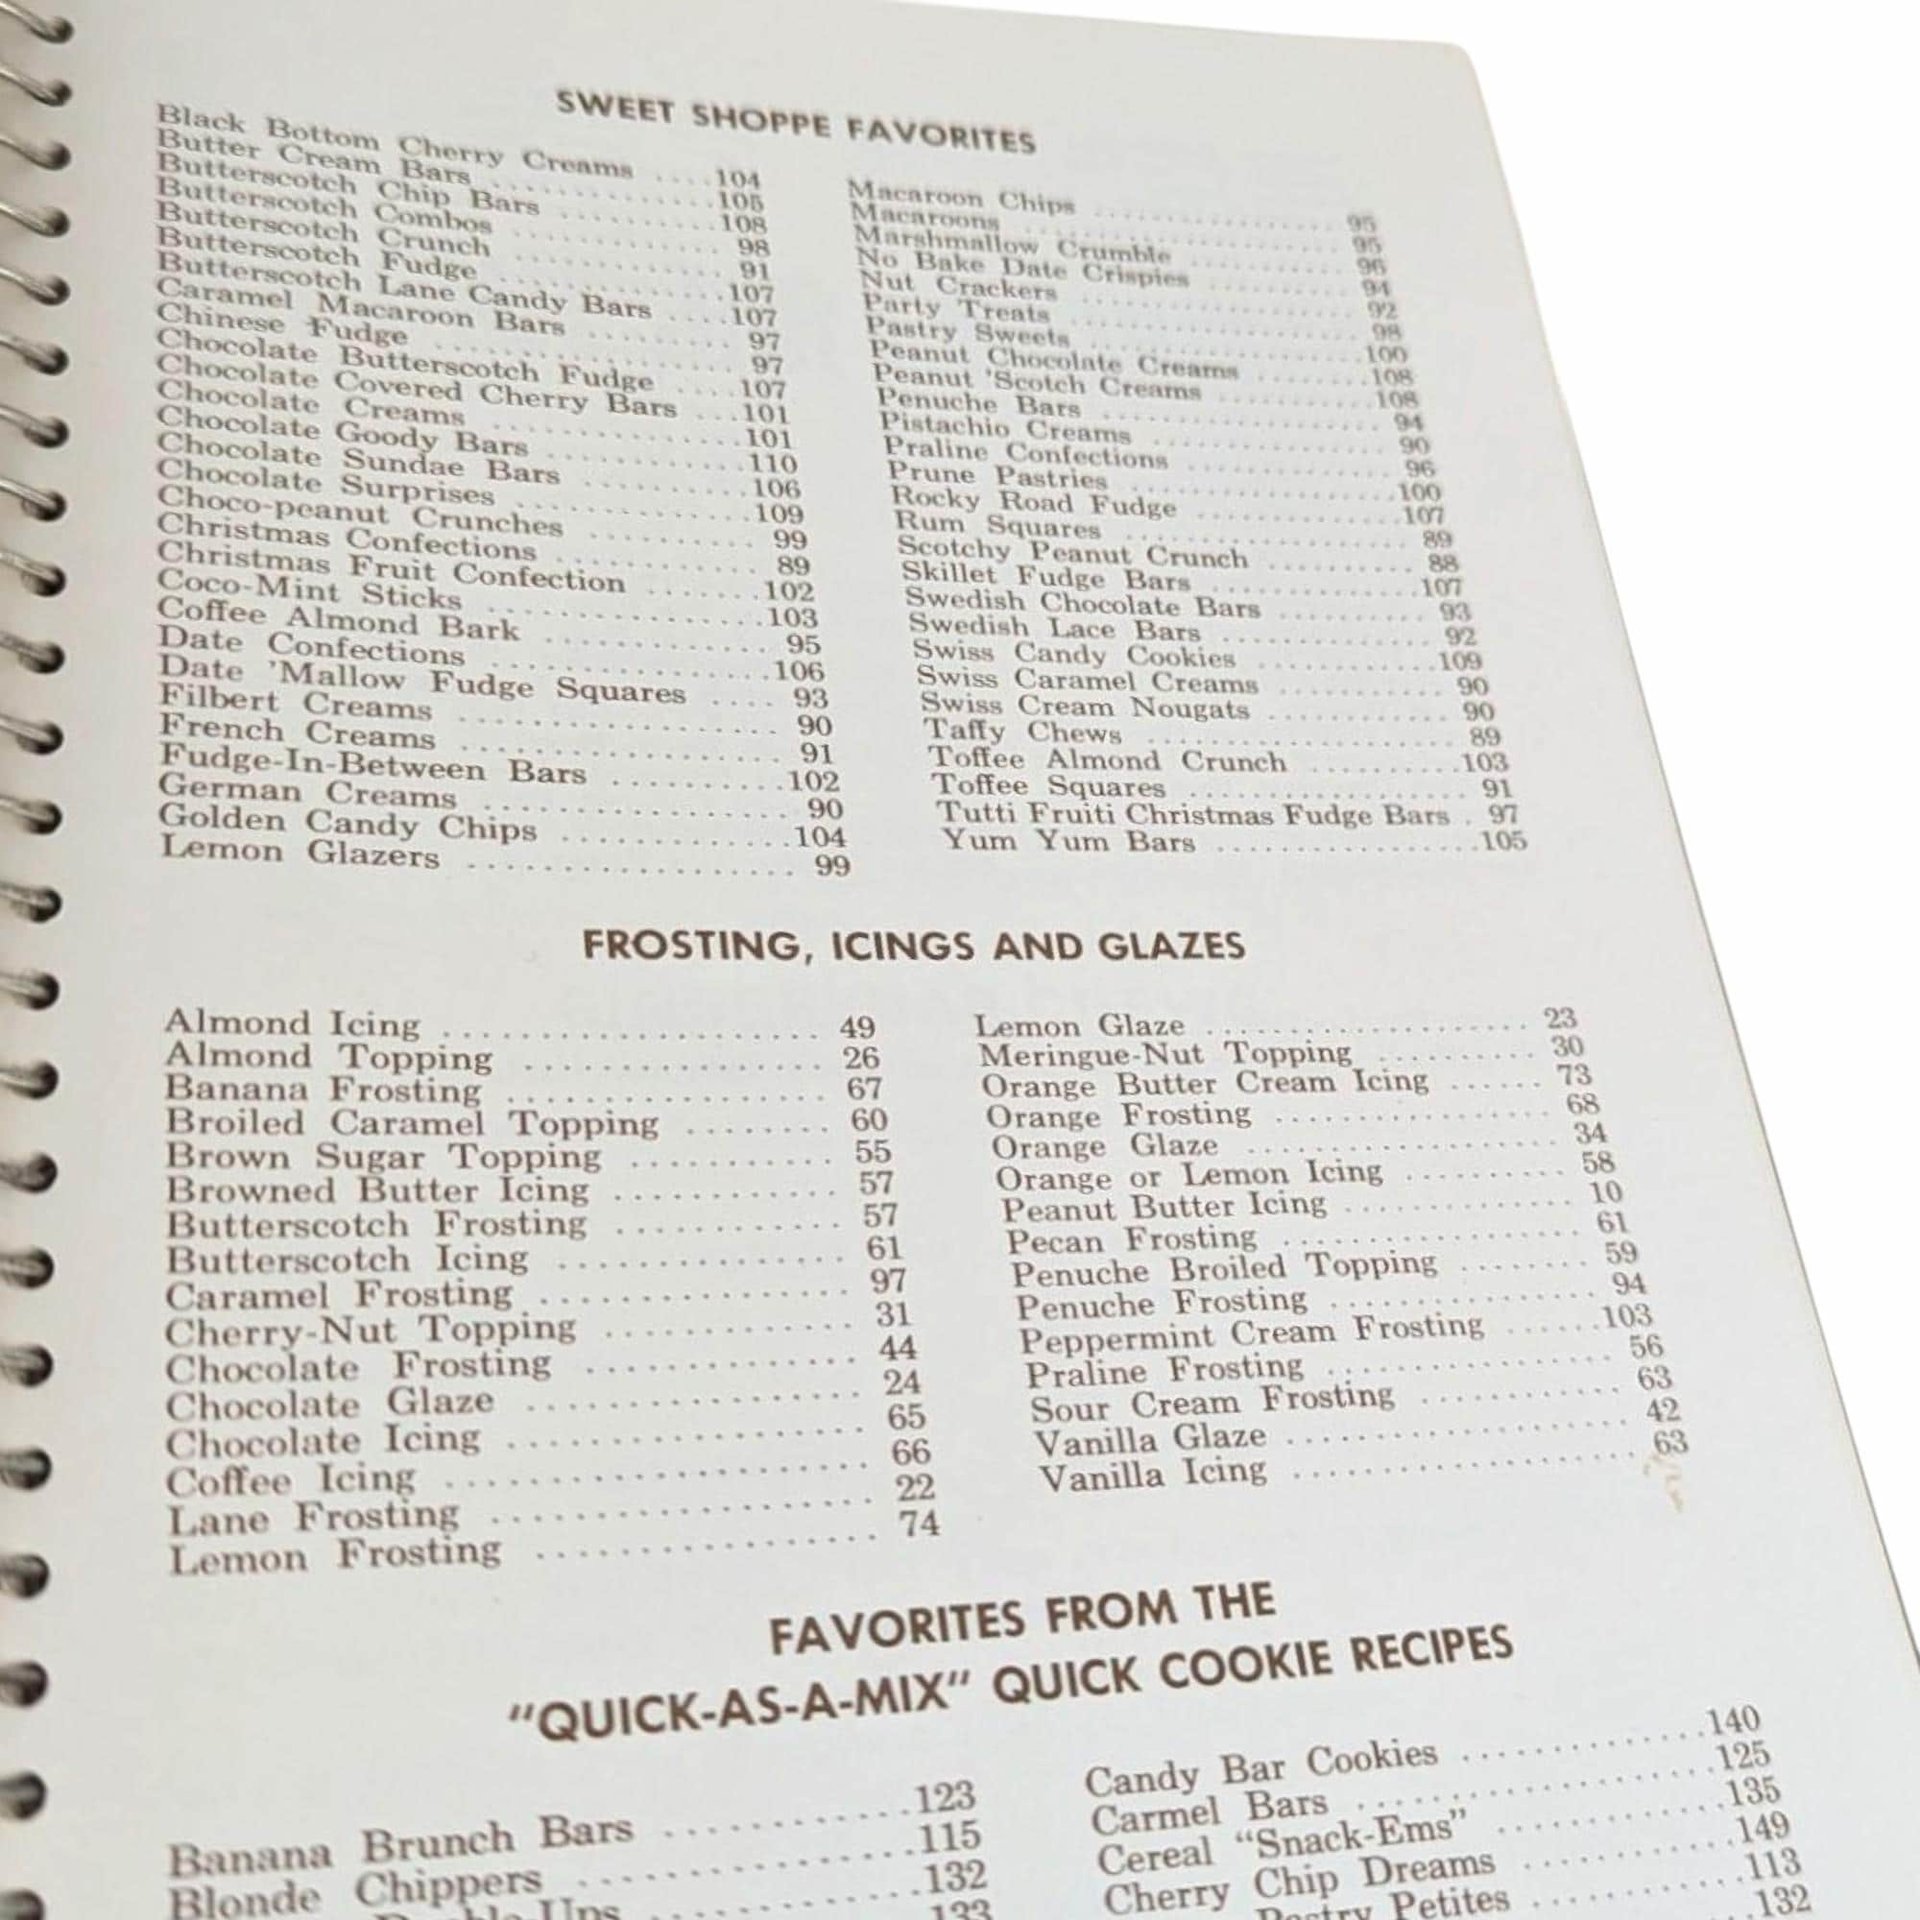 SWEET SHOPPE FAVORITES
Black Bottom Cherry Creams ....104
Butter Cream Bars ............105
Butterscotch Chip Bars ..........108
Butterscotch Combos ............ 98
Butterscotch Crunch ............ 91
Butterscotch Fudge ............107
Butterscotch Lane Candy Bars ....107
Caramel Macaroon Bars ......... 97
Chinese Fudge ................ 97
Chocolate Butterscotch Fudge ....107
Chocolate Covered Cherry Bars ...101
Chocolate Creams .............101
Chocolate Goody Bars ...........110
Chocolate Sundae Bars .........106
Chocolate Surprises .............109
Choco-peanut Crunches .......... 99
Christmas Confections ........... 89
Christmas Fruit Confection .......102
Coco-Mint Sticks ...............103
Coffee Almond Bark ............ 95
Date Confections ...............106
Date 'Mallow Fudge Squares .... 93
Filbert Creams ................. 90
French Creams ................. 91
Fudge-In-Between Bars ..........102
German Creams ................ 90
Golden Candy Chips ............104
Lemon Glazers ................. 99
Macaroon Chips ................ 95
Macaroons .................... 95
Marshmallow Crumble .......... 96
No Bake Date Crispies ......... 94
Nut Crackers ................. 92
Party Treats .................. 98
Pastry Sweets .................100
Peanut Chocolate Creams ........108
Peanut 'Scotch Creams ..........108
Penuche Bars ................. 94
Pistachio Creams .............. 90
Praline Confections ............ 96
Prune Pastries .................100
Rocky Road Fudge .............107
Rum Squares ................. 89
Scotchy Peanut Crunch .......... 88
Skillet Fudge Bars .............107
Swedish Chocolate Bars .......... 93
Swedish Lace Bars ............. 92
Swiss Candy Cookies ............109
Swiss Caramel Creams ........... 90
Swiss Cream Nougats ............ 90
Taffy Chews .................. 89
Toffee Almond Crunch ..........103
Toffee Squares ................ 91
Tutti Fruiti Christmas Fudge Bars . 97
Yum Yum Bars .................105
FROSTING, ICINGS AND GLAZES
Almond Icing ................... 49
Almond Topping ............... 26
Banana Frosting ................ 67
Broiled Caramel Topping ........ 60
Brown Sugar Topping ........... 55
Browned Butter Icing ............ 57
Butterscotch Frosting ............ 57
Butterscotch Icing .............. 61
Caramel Frosting ............... 97
Cherry-Nut Topping ............ 31
Chocolate Frosting ............. 44
Chocolate Glaze ................ 24
Chocolate Icing ................. 65
Coffee Icing .................... 66
Lane Frosting .................. 22
Lemon Frosting ................ 74
Lemon Glaze ................... 23
Meringue-Nut Topping .......... 30
Orange Butter Cream Icing ...... 73
Orange Frosting ................ 68
Orange Glaze .................. 34
Orange or Lemon Icing .......... 58
Peanut Butter Icing ............. 10
Pecan Frosting ................. 61
Penuche Broiled Topping ........ 59
Penuche Frosting ............... 94
Peppermint Cream Frosting ......103
Praline Frosting ................ 56
Sour Cream Frosting ............ 63
Vanilla Glaze ................... 42
Vanilla Icing .................... 63
FAVORITES FROM THE
"QUICK-AS-A-MIX" QUICK COOKIE RECIPES
Banana Brunch Bars ............123
Blonde Chippers ...............115
132
133
Candy Bar Cookies .............140
Carmel Bars ...................125
Cereal "Snack-Ems" ............135
Cherry Chip Dreams ...........149
Petites ...........113
132